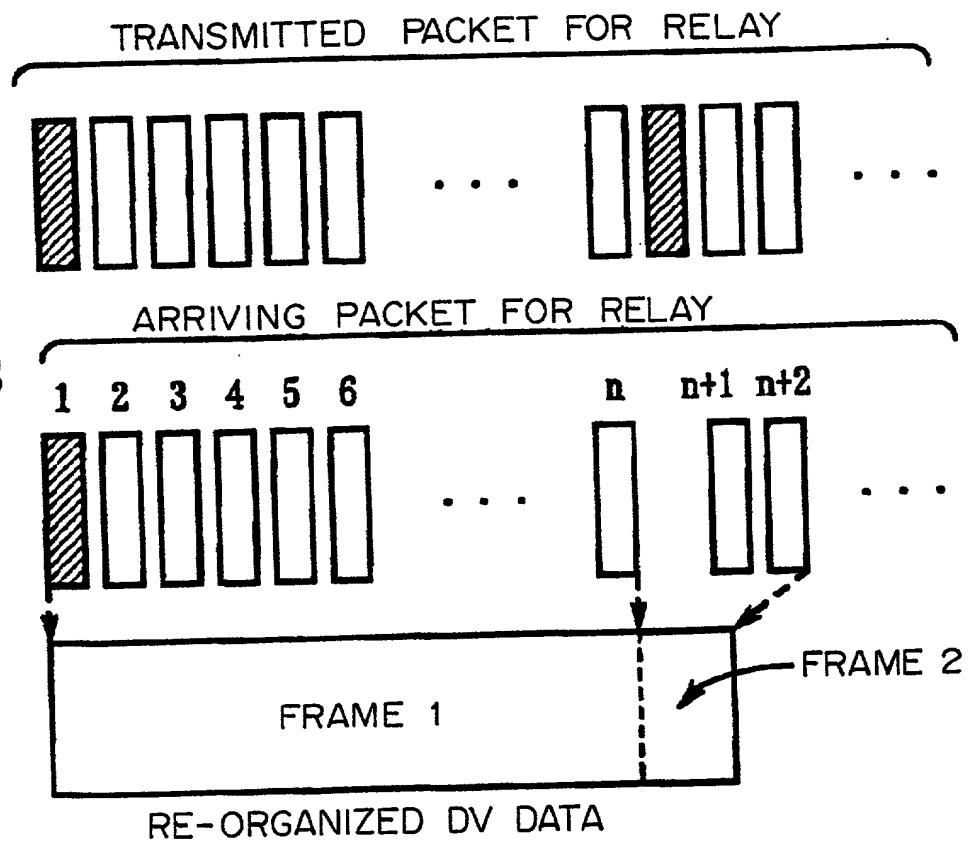 TRANSMITTED PACKET FOR RELAY
. . . . . .
ARRIVING PACKET FOR RELAY
1 2 3 4 5 6 n n+1 n+2
. . . . . .
FRAME 1
FRAME 2
RE-ORGANIZED DV DATA